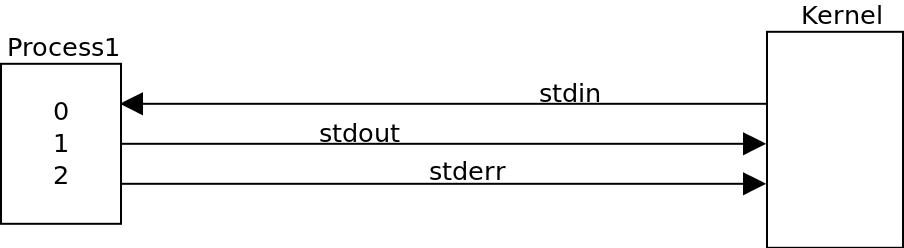 Kernel
Process1
0
1
2
stdin
stdout
stderr